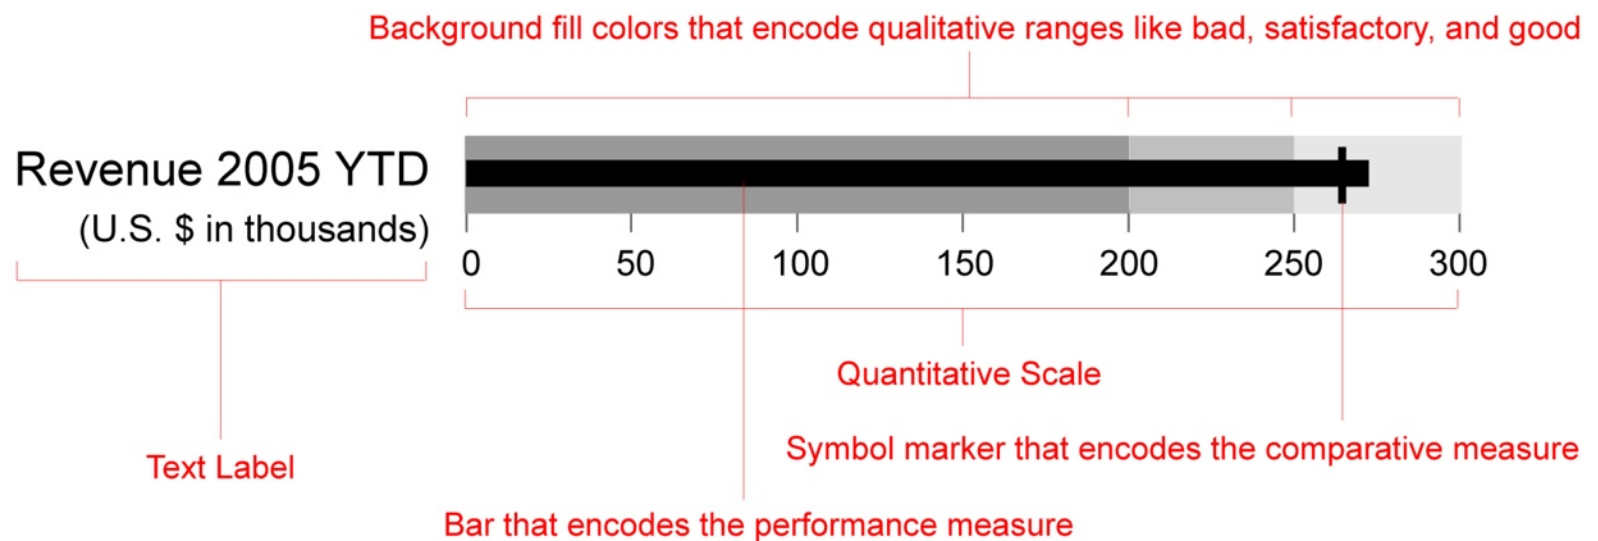 Background fill colors that encode qualitative ranges like bad, satisfactory, and good
Revenue 2005 YTD
(U.S. $ in thousands)
0 50 100 150 200 250 300
Quantitative Scale
Symbol marker that encodes the comparative measure
Text Label
Bar that encodes the performance measure